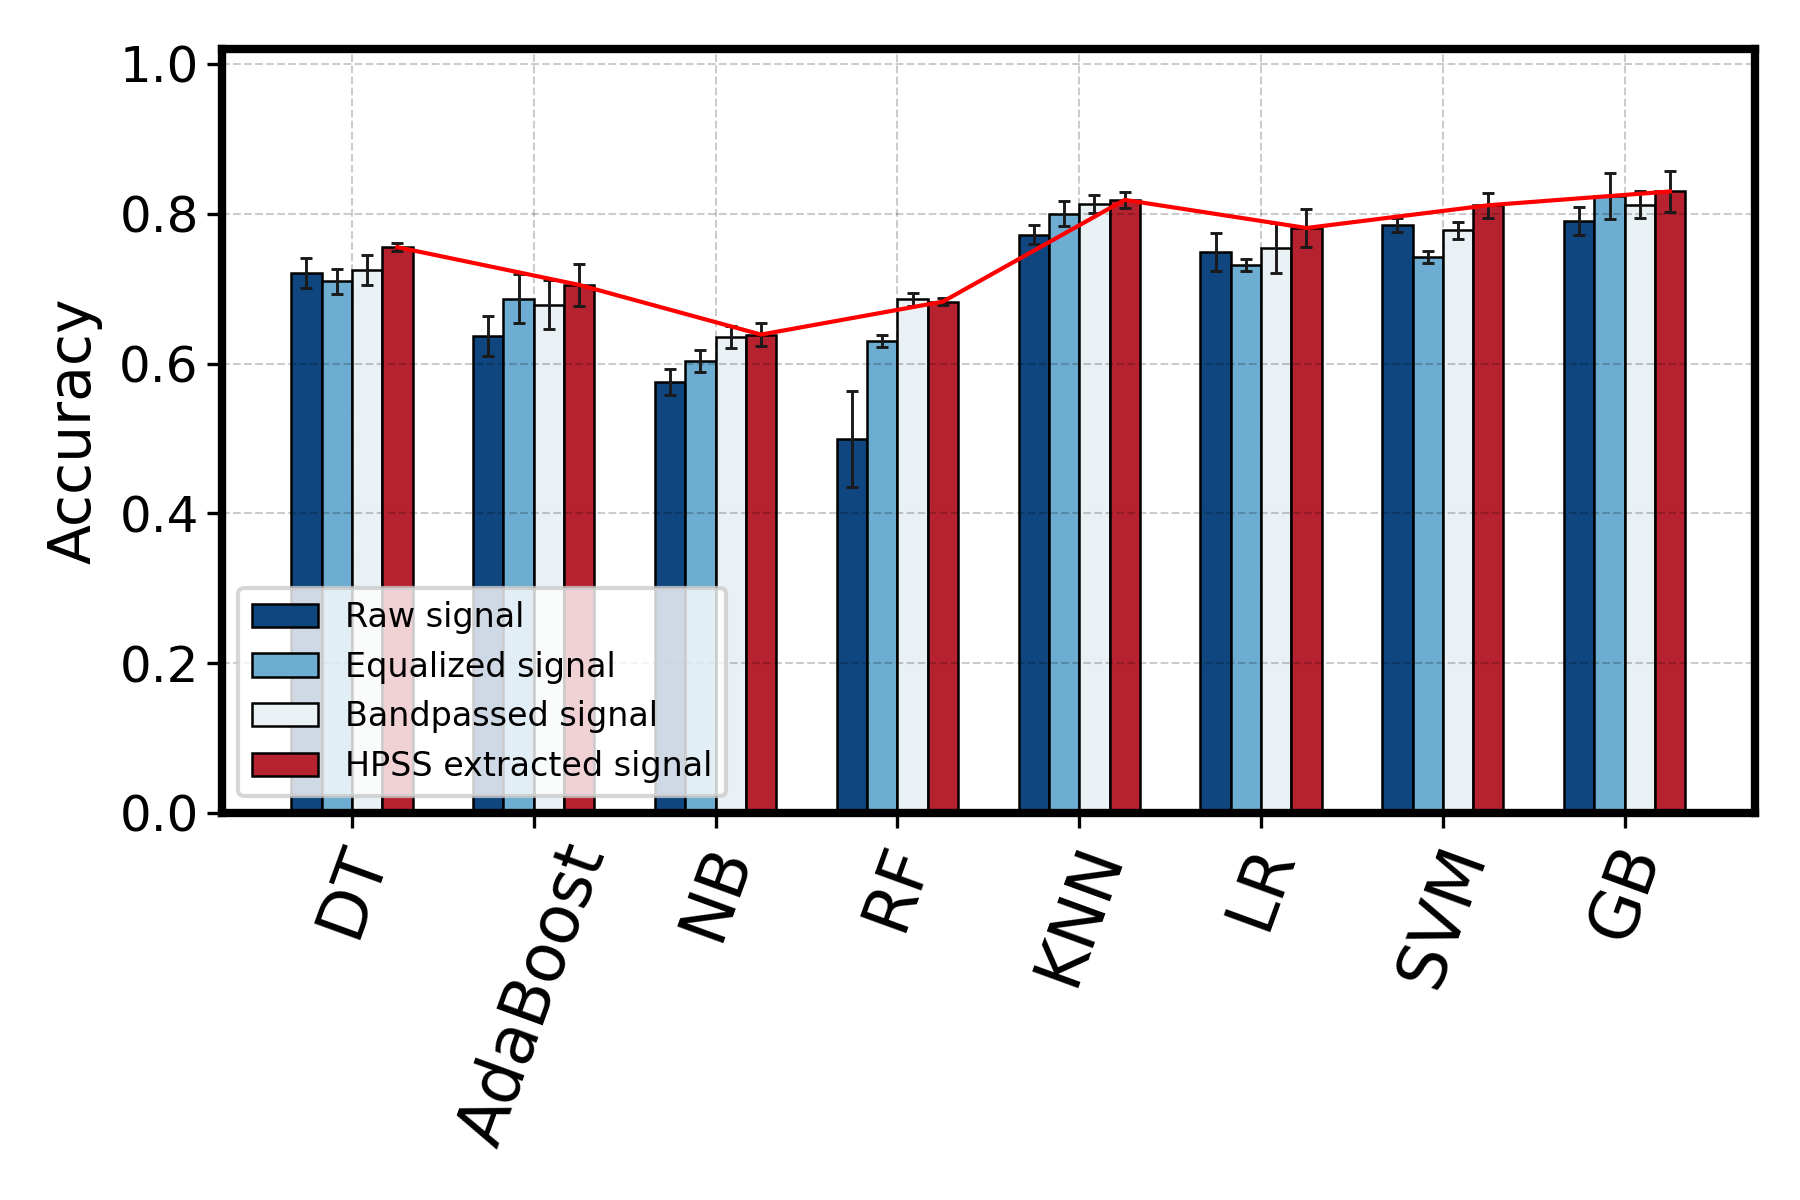 1.0
0.8
0.6
0.4
0.2
0.0
Accuracy
Raw signal
Equalized signal
Bandpassed signal
HPSS extracted signal
DT
AdaBoost
NB
RF
KNN
LR
SVM
GB